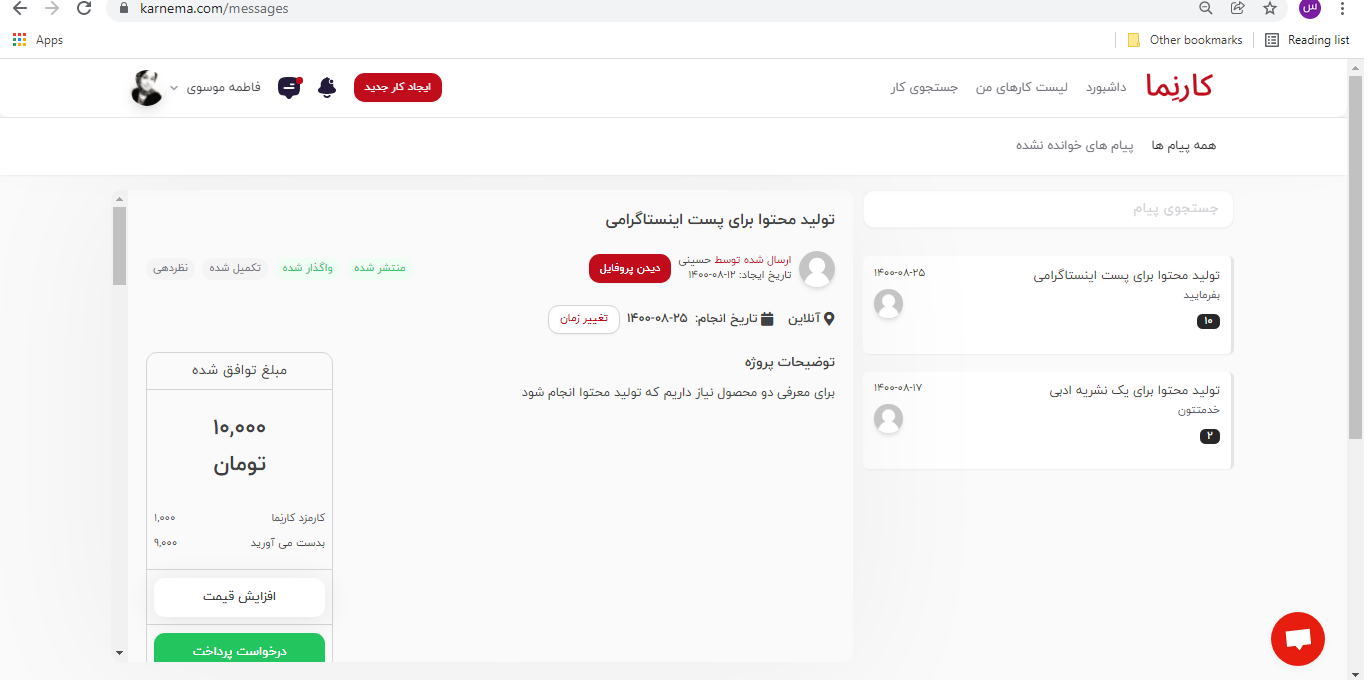 karnema.com/messages
س
Apps
Other bookmarks
Reading list
کارنِما
داشبورد
لیست کارهای من
جستجوی کار
ایجاد کار جدید
فاطمه موسوی
همه پیام ها
پیام های خوانده نشده
جستجوی پیام
تولید محتوا برای پست اینستاگرامی
۱۴۰۰-۰۸-۲۵
بفرمایید
۱۰
تولید محتوا برای یک نشریه ادبی
۱۴۰۰-۰۸-۱۷
خدمتتون
۲
تولید محتوا برای پست اینستاگرامی
ارسال شده توسط حسینی
تاریخ ایجاد: ۱۲-۰۸-۱۴۰۰
دیدن پروفایل
منتشر شده
واگذار شده
تکمیل شده
نظردهی
آنلاین
تاریخ انجام: ۲۵-۰۸-۱۴۰۰
تغییر زمان
توضیحات پروژه
برای معرفی دو محصول نیاز داریم که تولید محتوا انجام شود
مبلغ توافق شده
۱۰,۰۰۰
تومان
کارمزد کارنِما ۱,۰۰۰
بدست می آورید ۹,۰۰۰
افزایش قیمت
درخواست پرداخت